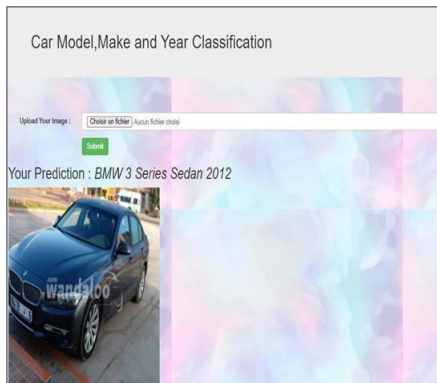 Car Model,Make and Year Classification
Upload Your Image : Choisir un fichier Aucun fichier choisi
Submit
Your Prediction : BMW 3 Series Sedan 2012
.wandaloo